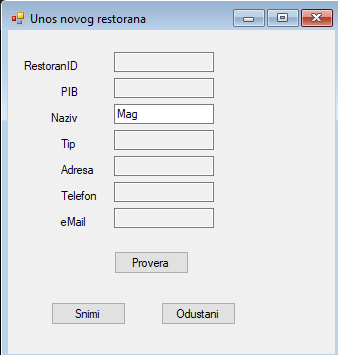 Unos novog restorana
RestoranID
PIB
Naziv Mag
Tip
Adresa
Telefon
eMail
Provera
Snimi Odustani